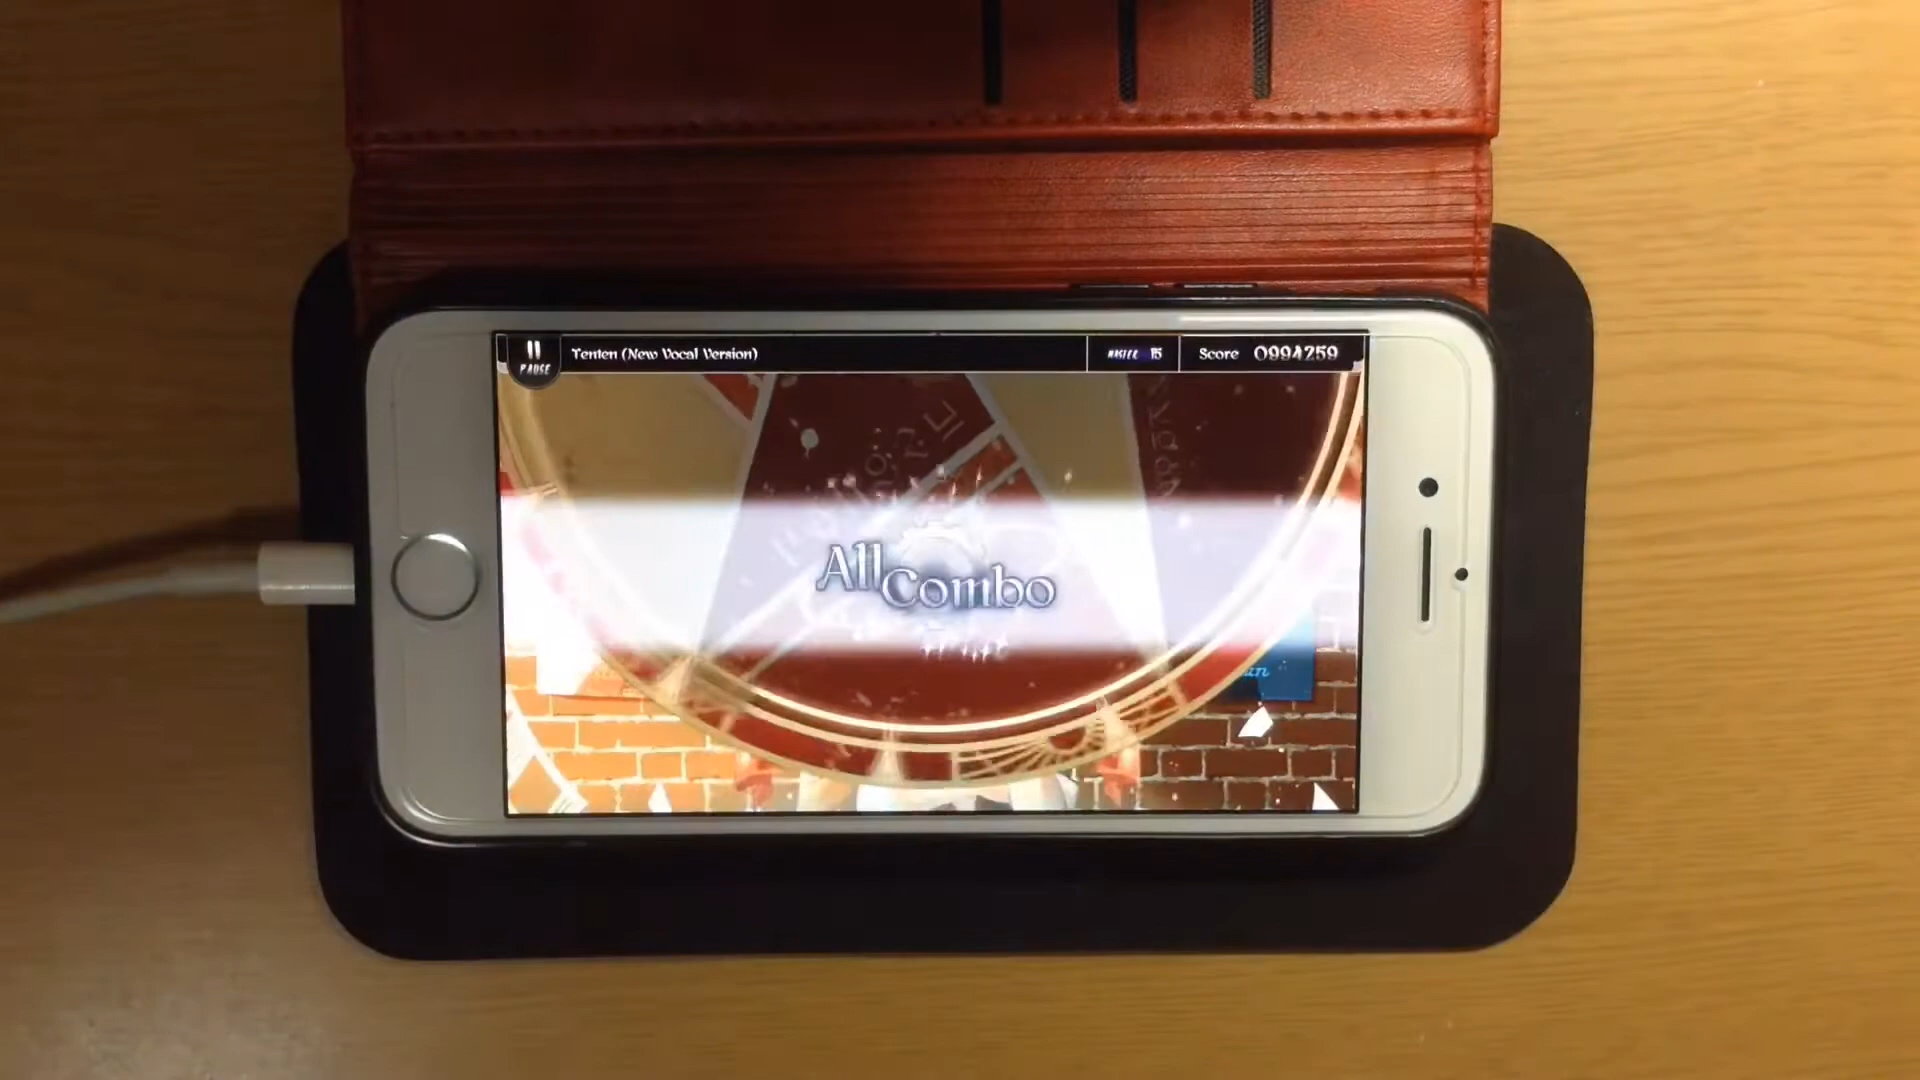 PAUSE
Tenten (New Vocal Version)
MASTER 15
Score 0994259
All Combo